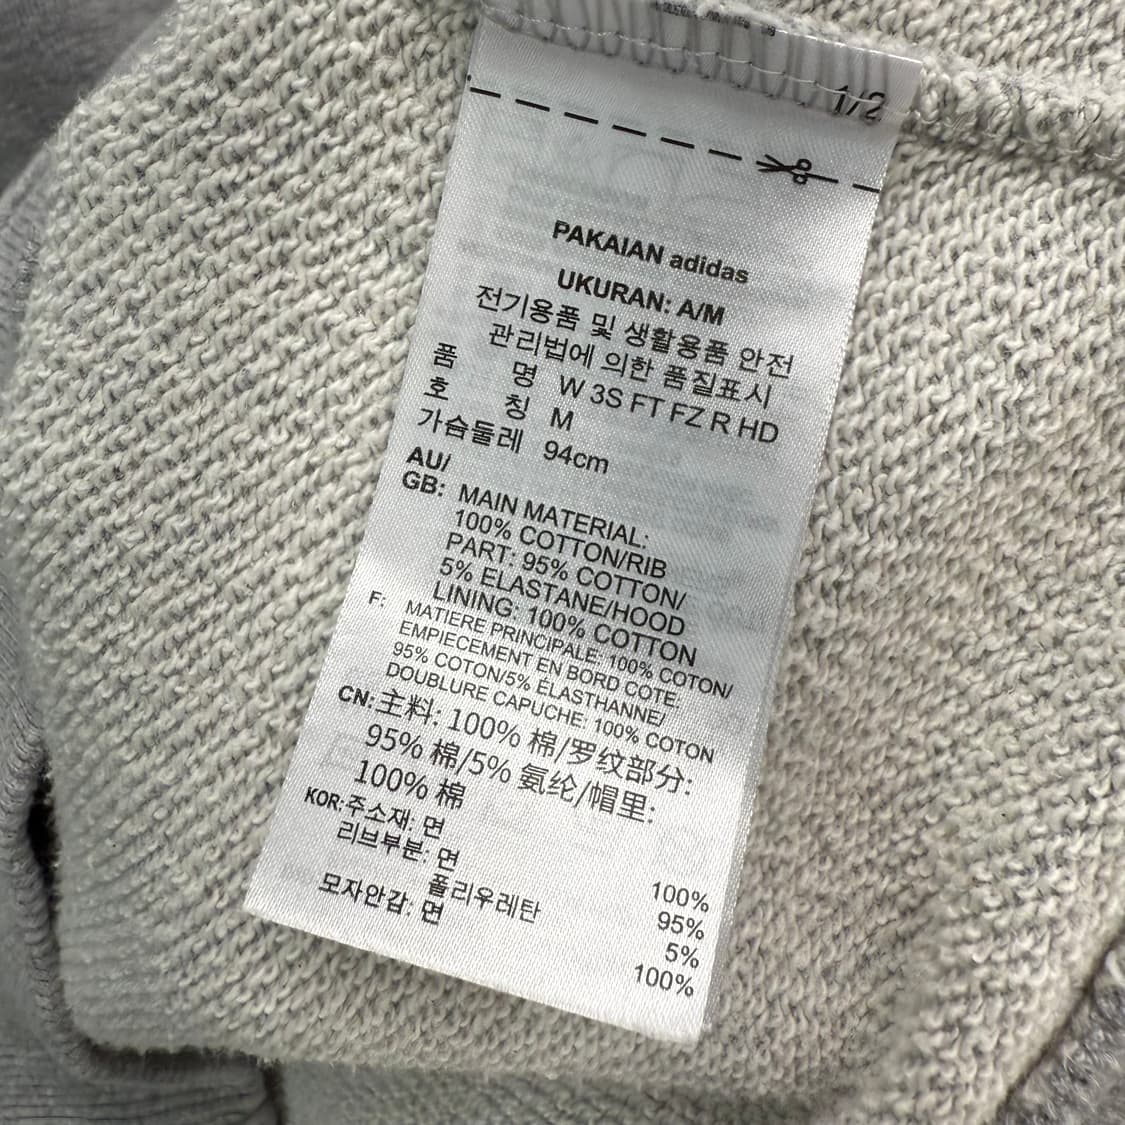 1/2
PAKAIAN adidas
UKURAN: A/M
전기용품 및 생활용품 안전
관리법에 의한 품질표시
품 명 W 3S FT FZ R HD
호 칭 M
가슴둘레 94cm
AU/
GB: MAIN MATERIAL:
100% COTTON/RIB
PART: 95% COTTON/
5% ELASTANE/HOOD
LINING: 100% COTTON
F: MATIERE PRINCIPALE: 100% COTON/
EMPIECEMENT EN BORD COTE:
95% COTON/5% ÉLASTHANNE/
DOUBLURE CAPUCHE: 100% COTON
CN: 主料: 100% 棉/罗纹部分:
95% 棉/5% 氨纶/帽里:
100% 棉
KOR: 주소재: 면 100%
리브부분: 면 95%
폴리우레탄 5%
모자안감: 면 100%